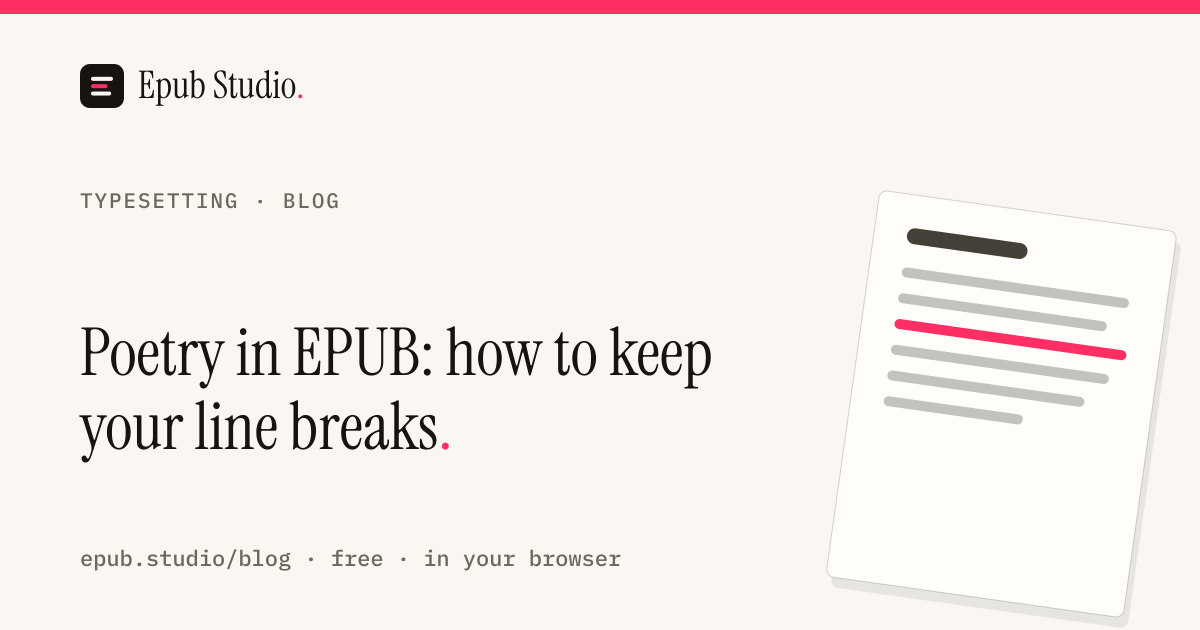 Epub Studio.
TYPESETTING · BLOG
Poetry in EPUB: how to keep
your line breaks.
epub.studio/blog · free · in your browser